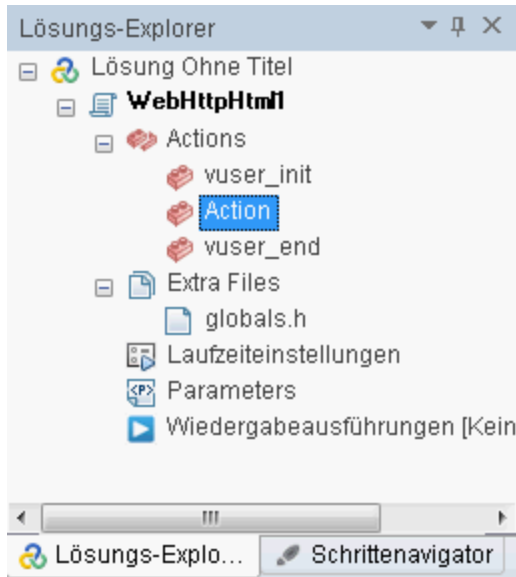 Lösungs-Explorer
Lösung Ohne Titel
WebHttpHtml1
Actions
vuser_init
Action
vuser_end
Extra Files
globals.h
Laufzeiteinstellungen
<P> Parameters
Wiedergabeausführungen [Kein
Lösungs-Explo... Schrittenavigator